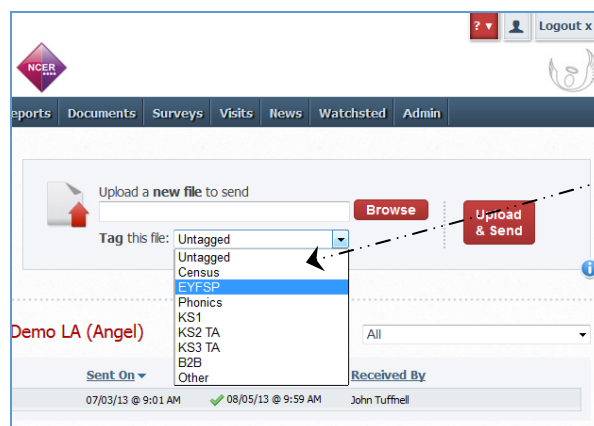 ? ▾ Logout x
NCER
eports Documents Surveys Visits News Watchsted Admin
Upload a new file to send
Browse
Upload
& Send
Tag this file: Untagged
Untagged
Census
EYFSP
Phonics
KS1
KS2 TA
KS3 TA
B2B
Other
i
Demo LA (Angel)
All
Sent On ▾ Received By
07/03/13 @ 9:01 AM 08/05/13 @ 9:59 AM John Tuffnell